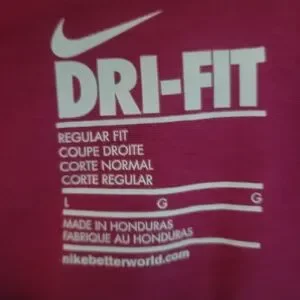 DRI-FIT
REGULAR FIT
COUPE DROITE
CORTE NORMAL
CORTE REGULAR
L G G
MADE IN HONDURAS
FABRIQUE AU HONDURAS
nikebetterworld.com